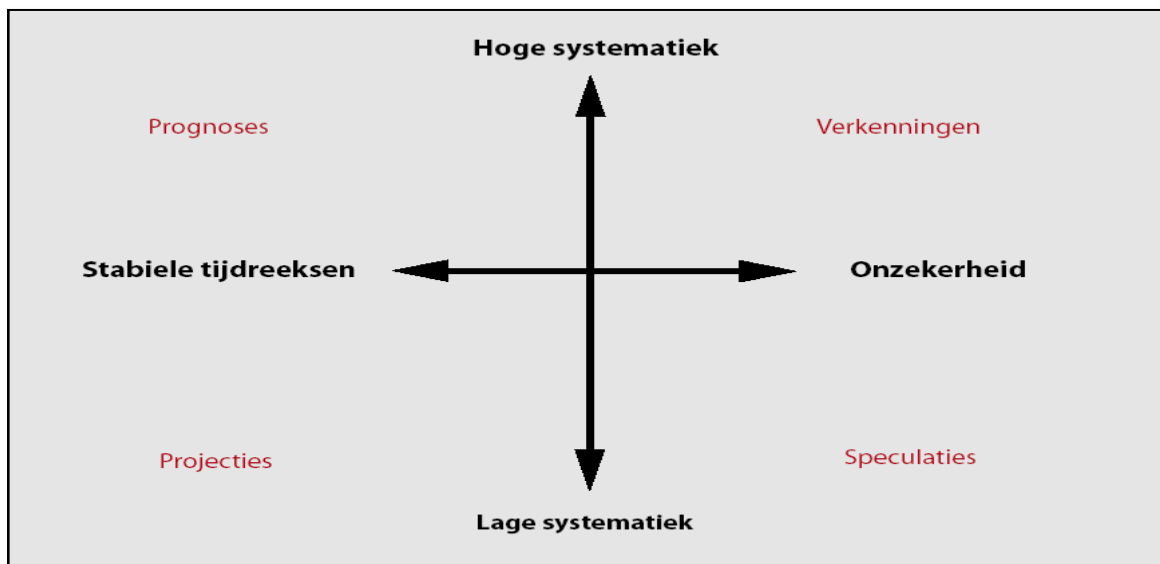 Hoge systematiek
Prognoses
Verkenningen
Stabiele tijdreeksen
Onzekerheid
Projecties
Speculaties
Lage systematiek